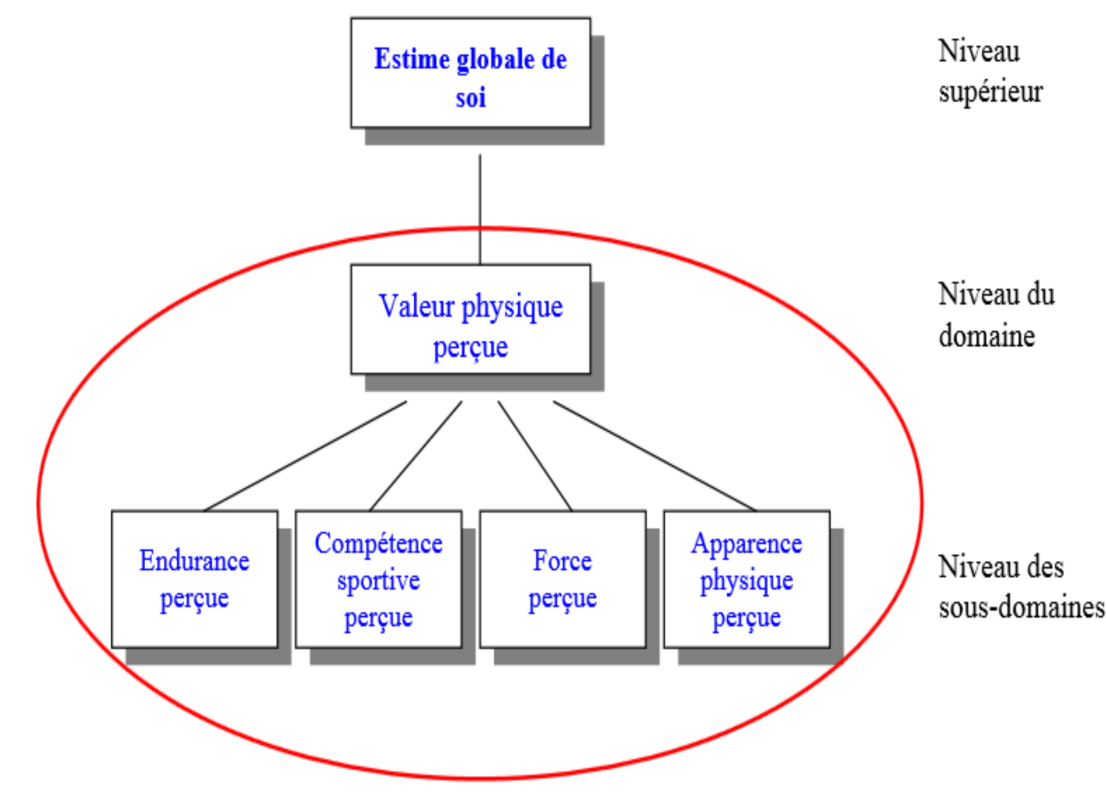 Estime globale de
soi
Niveau
supérieur
Valeur physique
perçue
Niveau du
domaine
Endurance
perçue
Compétence
sportive
perçue
Force
perçue
Apparence
physique
perçue
Niveau des
sous-domaines